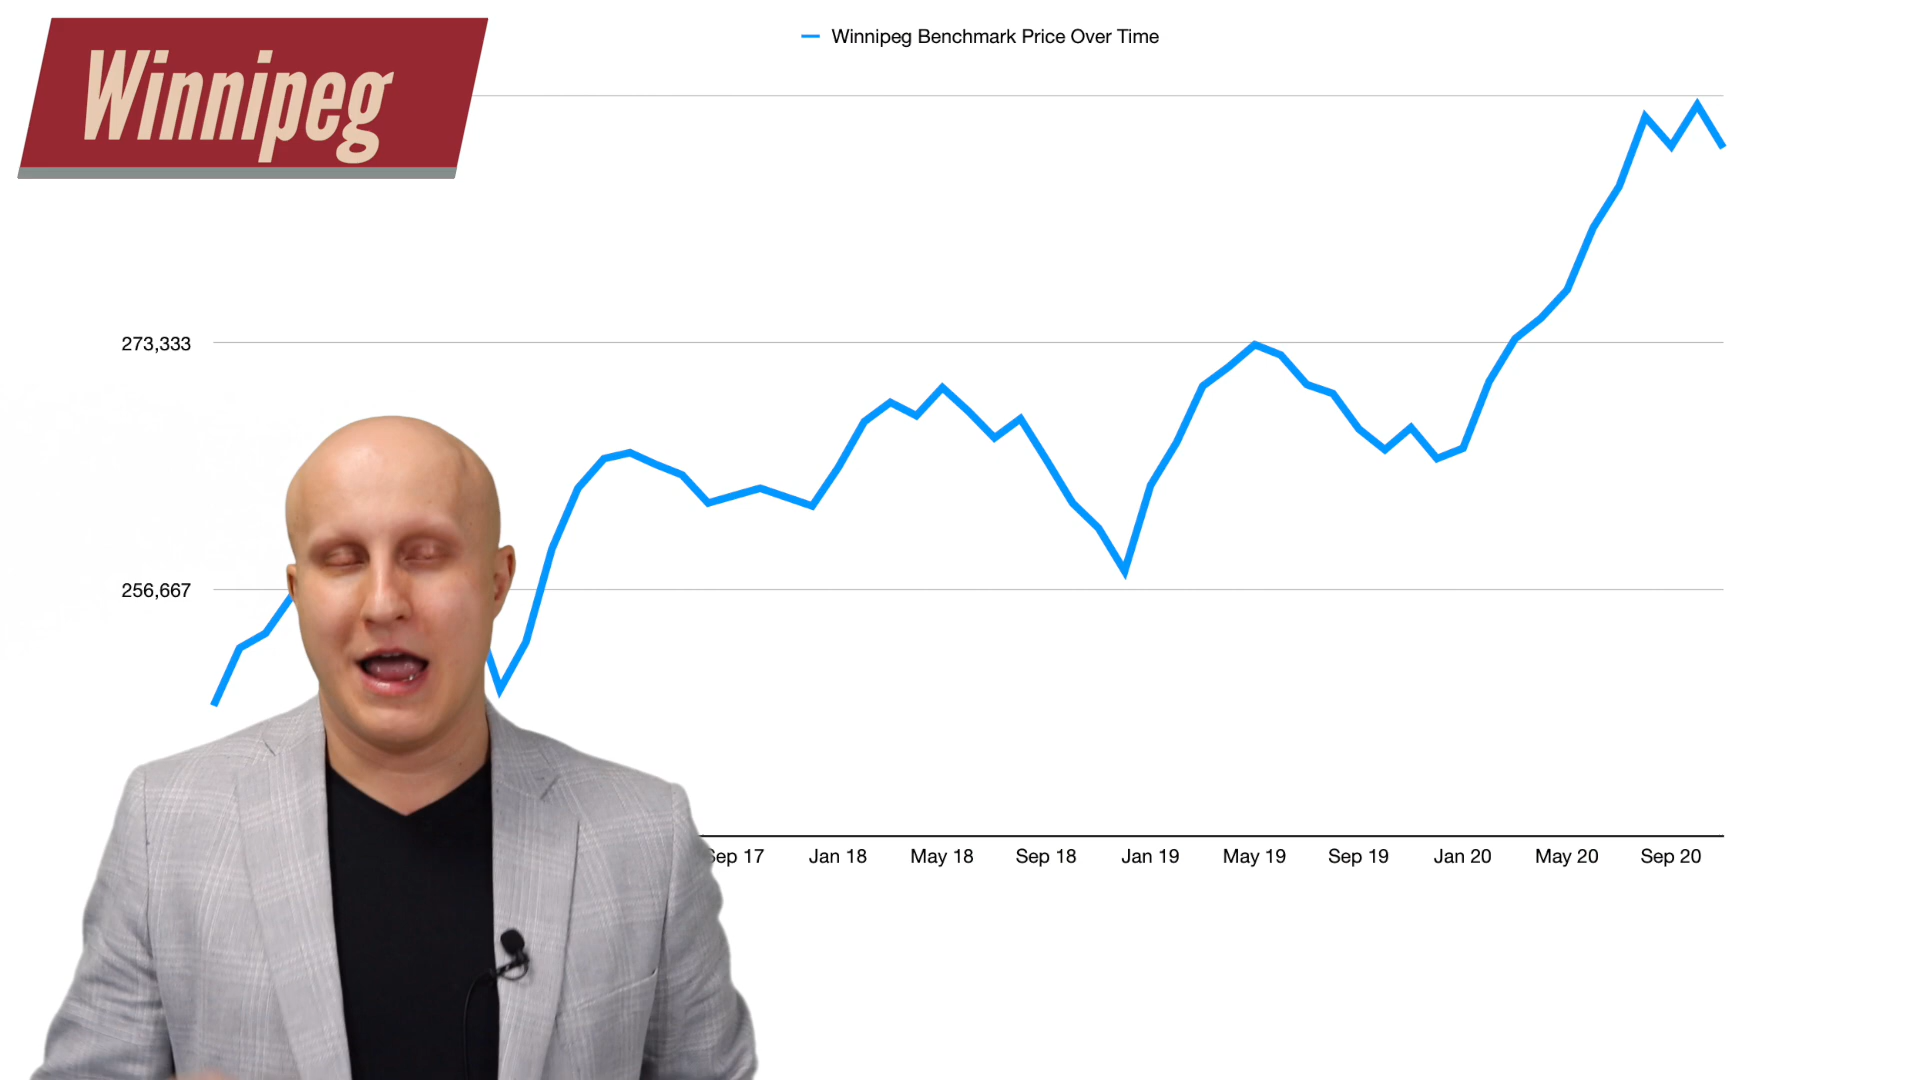 Winnipeg
Winnipeg Benchmark Price Over Time
273,333
256,667
17 Jan 18 May 18 Sep 18 Jan 19 May 19 Sep 19 Jan 20 May 20 Sep 20